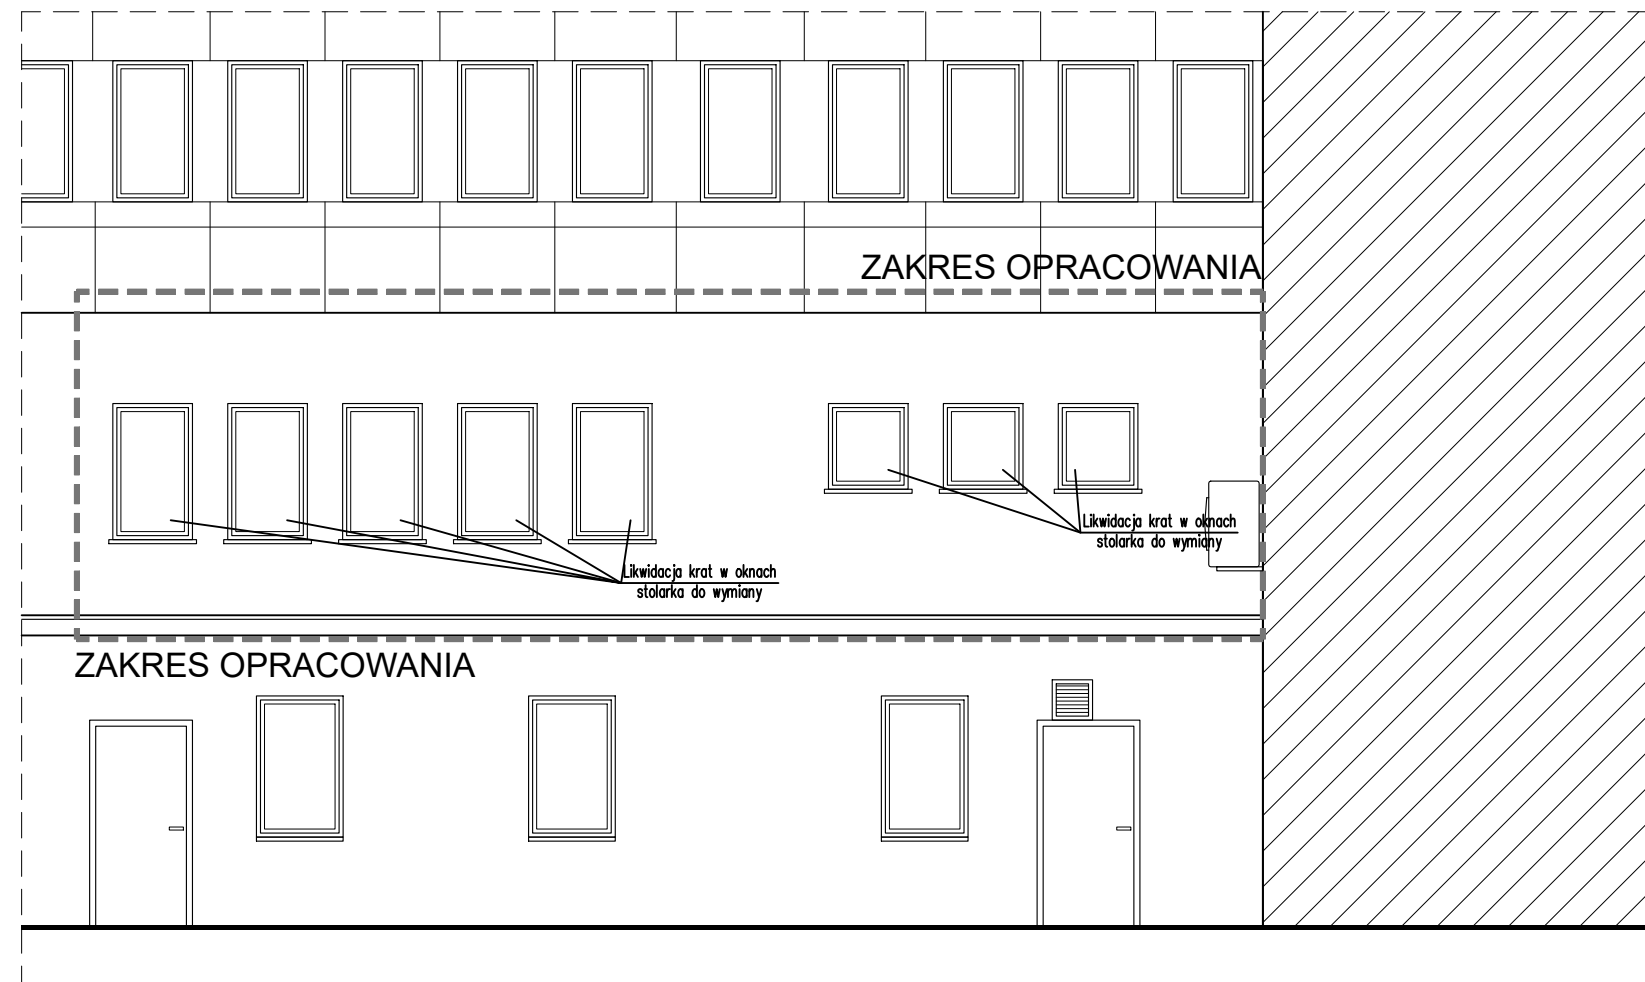 ZAKRES OPRACOWANIA
Likwidacja krat w oknach
stolarka do wymiany
Likwidacja krat w oknach
stolarka do wymiany
ZAKRES OPRACOWANIA